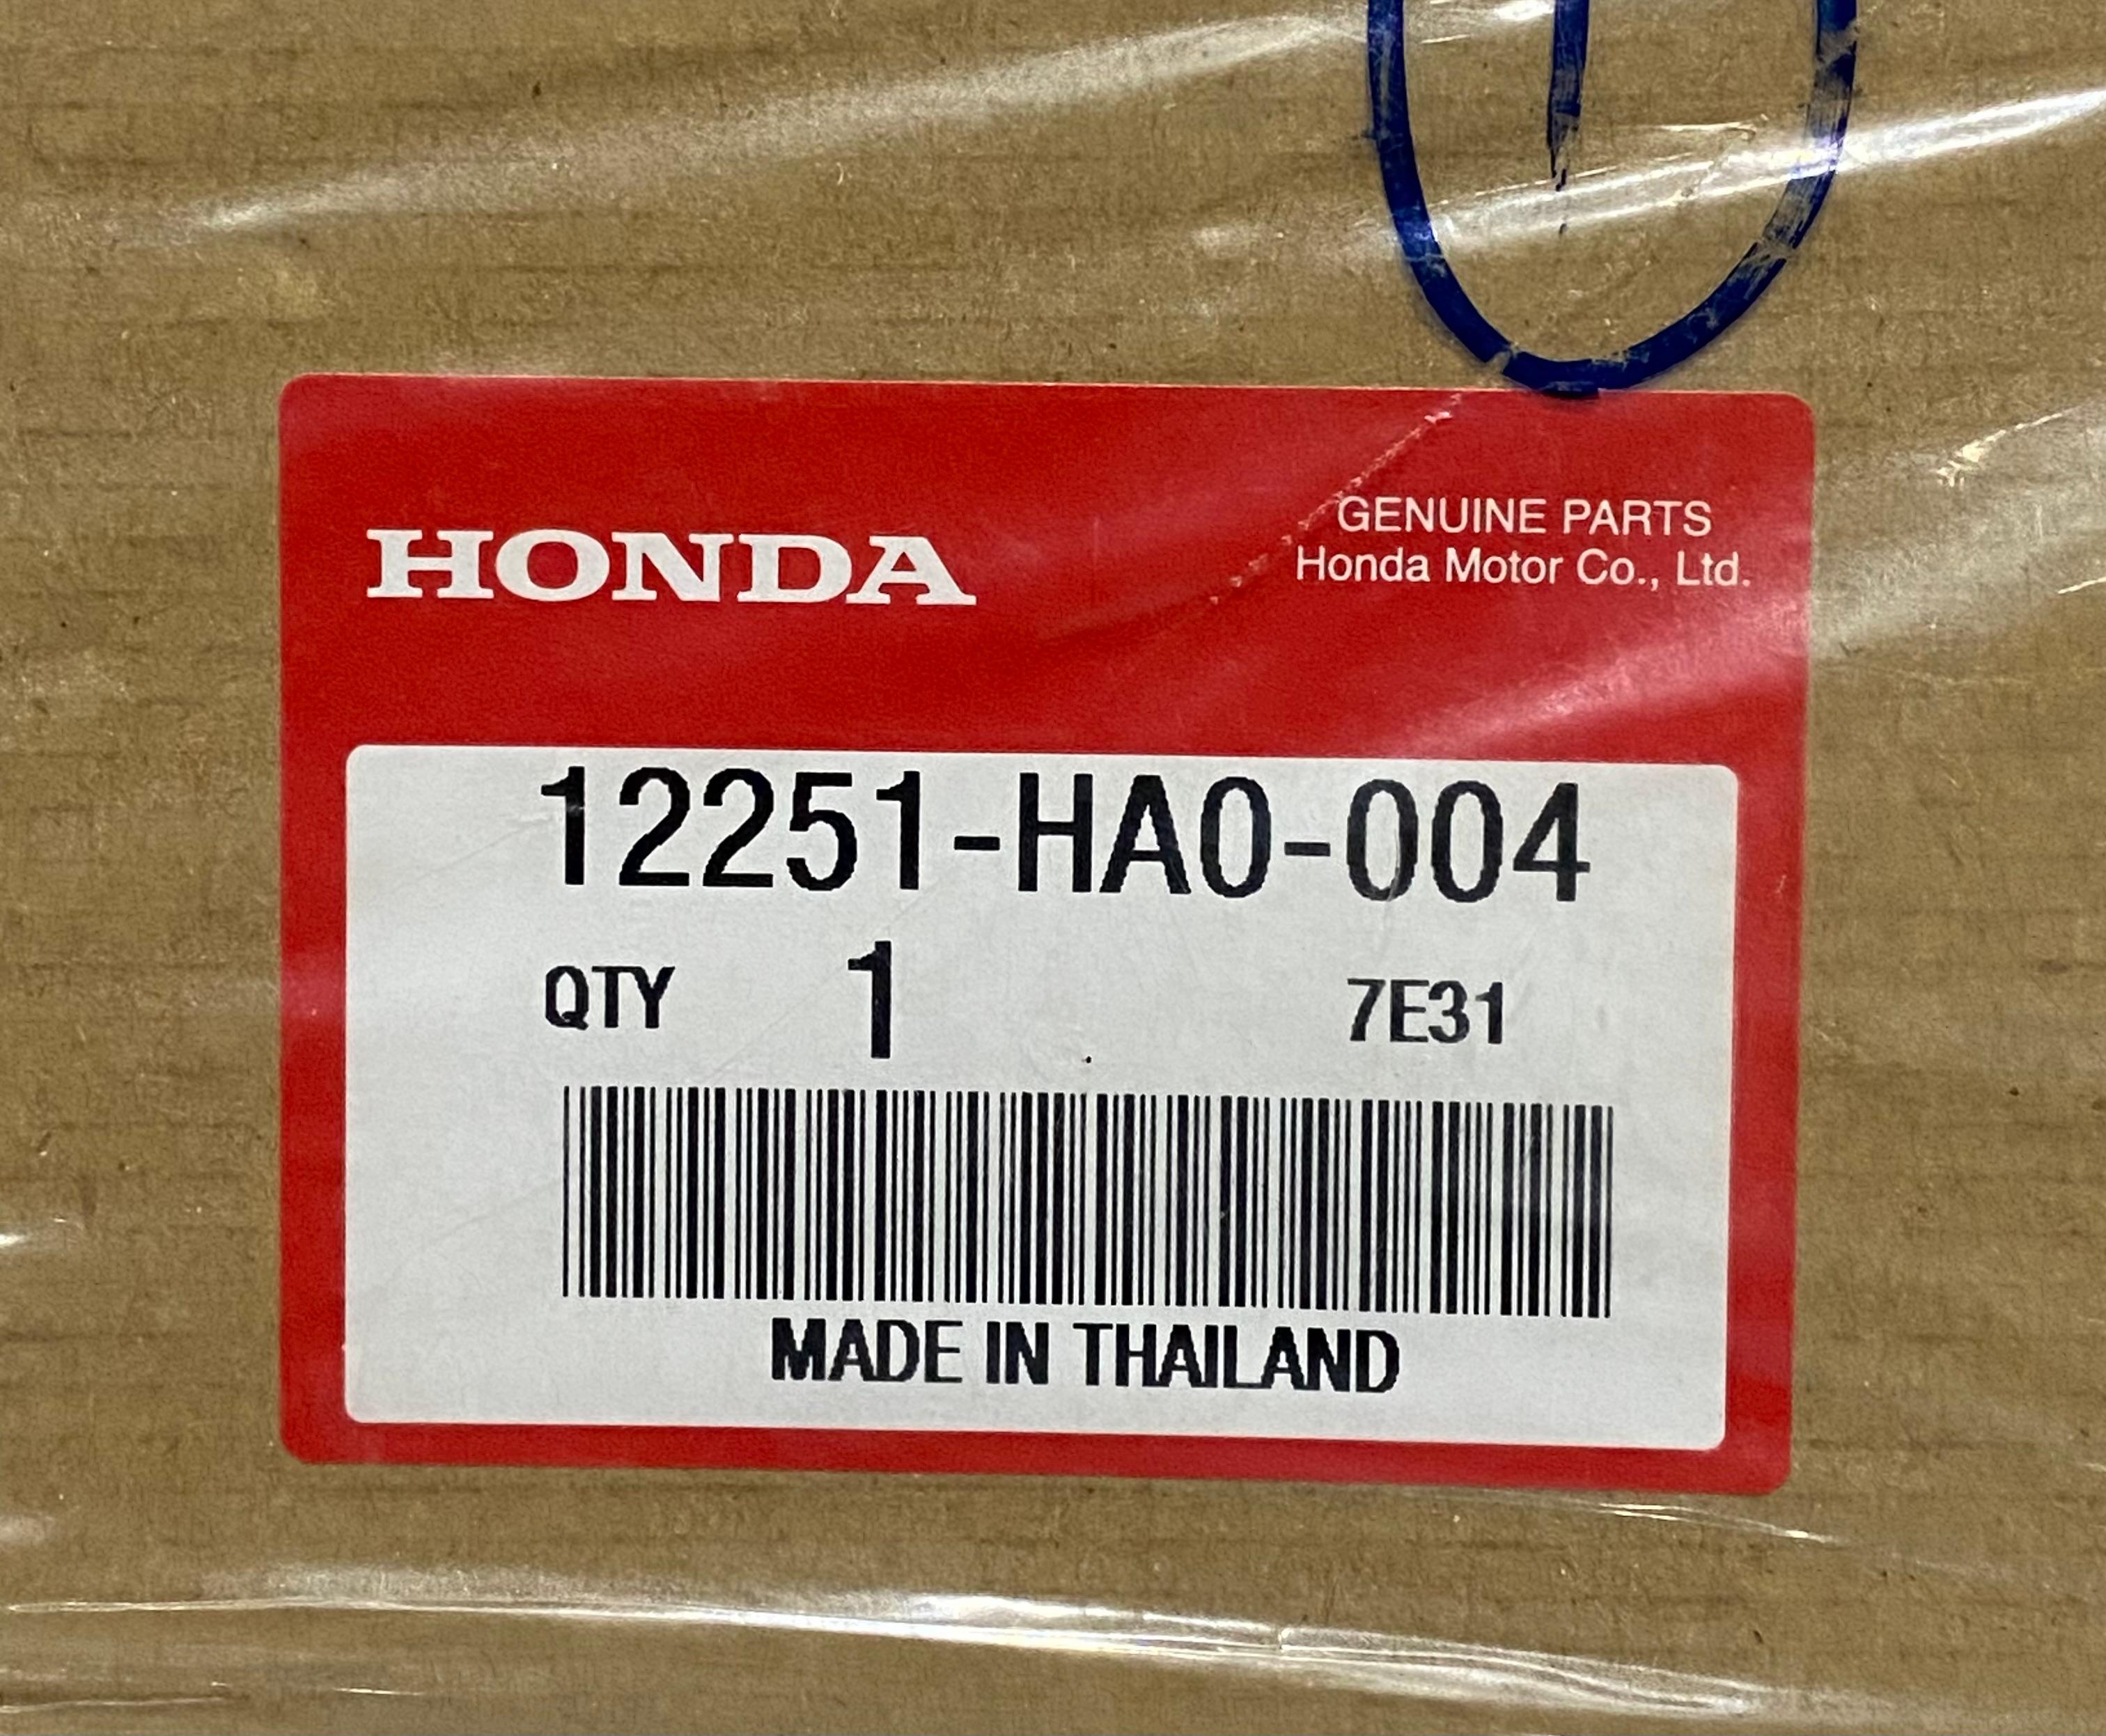 HONDA
GENUINE PARTS
Honda Motor Co., Ltd.
12251-HA0-004
QTY 1 7E31
MADE IN THAILAND